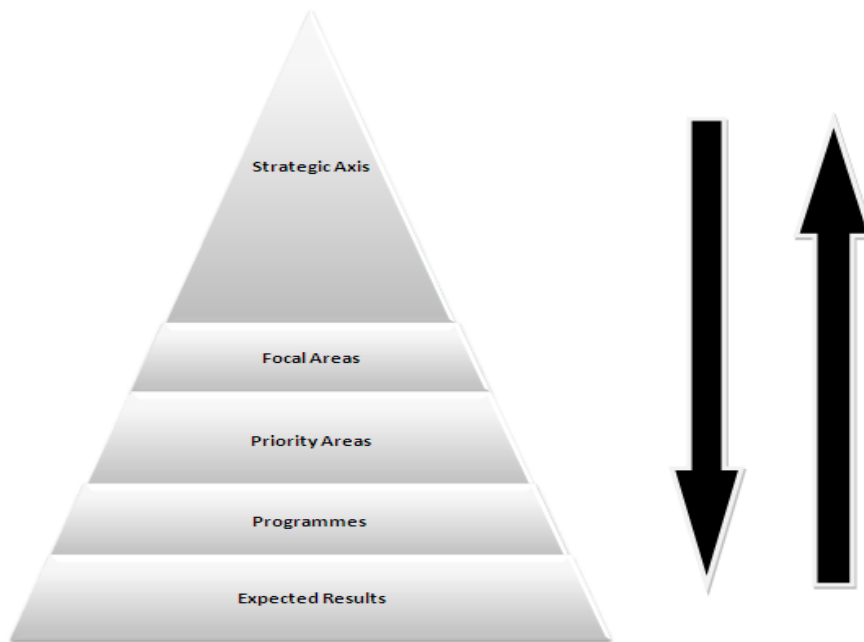 Strategic Axis
Focal Areas
Priority Areas
Programmes
Expected Results